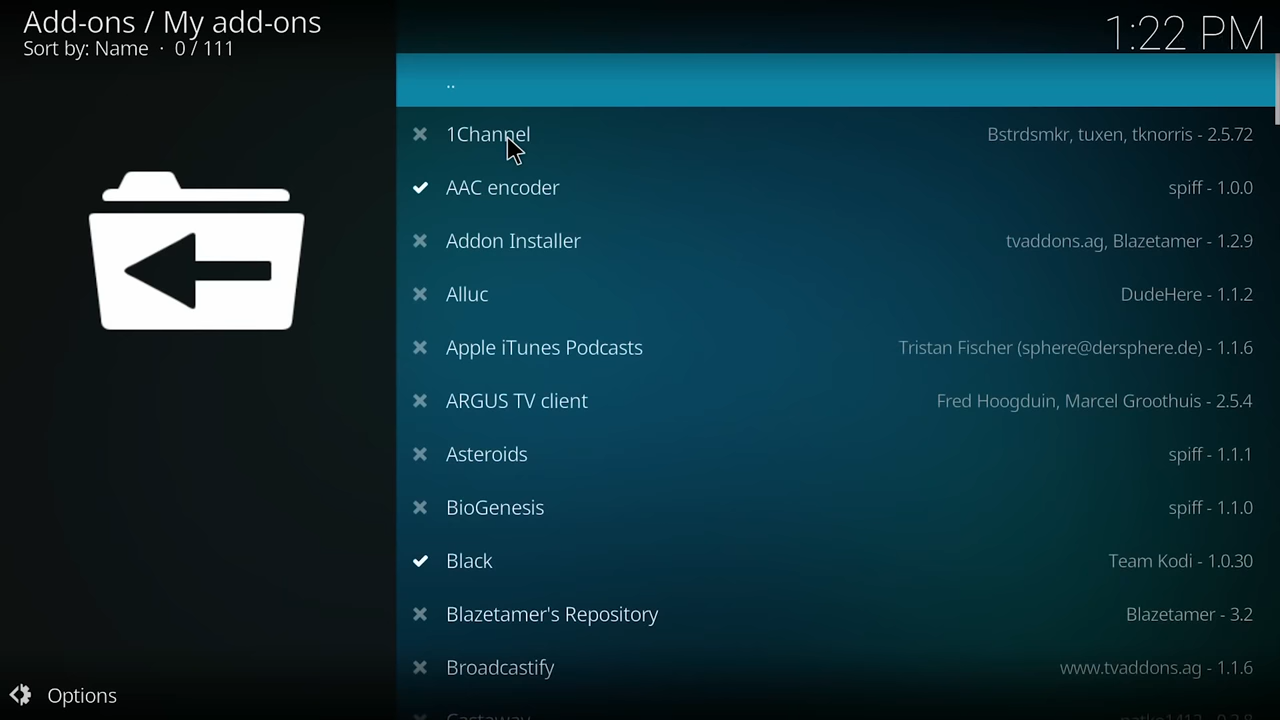 Add-ons / My add-ons
Sort by: Name · 0 / 111
1:22 PM
..
1Channel Bstrdsmkr, tuxen, tknorris - 2.5.72
AAC encoder spiff - 1.0.0
Addon Installer tvaddons.ag, Blazetamer - 1.2.9
Alluc DudeHere - 1.1.2
Apple iTunes Podcasts Tristan Fischer (sphere@dersphere.de) - 1.1.6
ARGUS TV client Fred Hoogduin, Marcel Groothuis - 2.5.4
Asteroids spiff - 1.1.1
BioGenesis spiff - 1.1.0
Black Team Kodi - 1.0.30
Blazetamer's Repository Blazetamer - 3.2
Broadcastify www.tvaddons.ag - 1.1.6
Options